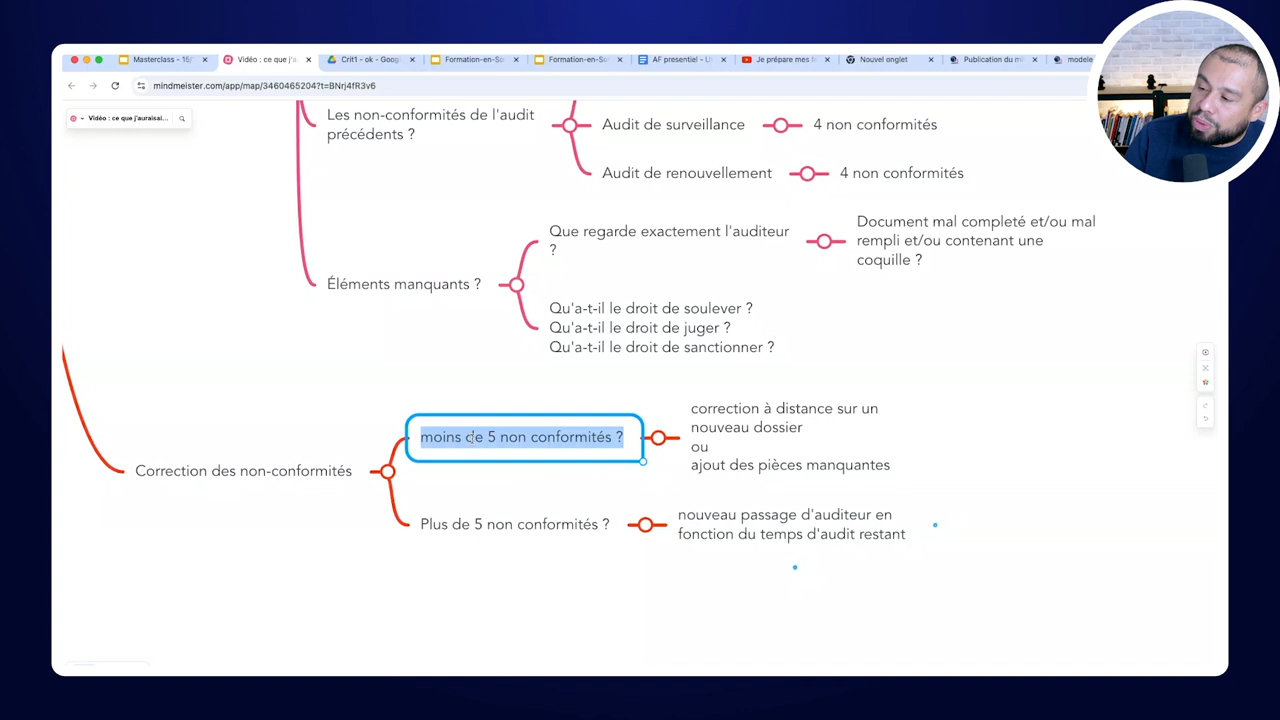 Masterclass - 15/
Vidéo : ce que j'a
Crit1 - ok - Goog
Formation-en-So
Formation-en-So
AF presentiel - U
Je prépare mes f
Nouvel onglet
Publication du m
modele
mindmeister.com/app/map/3460465204?t=BNrj4fR3v6
Vidéo : ce que j'auraisai...
Les non-conformités de l'audit
précédents ?
Audit de surveillance
4 non conformités
Audit de renouvellement
4 non conformités
Éléments manquants ?
Que regarde exactement l'auditeur
?
Document mal completé et/ou mal
rempli et/ou contenant une
coquille ?
Qu'a-t-il le droit de soulever ?
Qu'a-t-il le droit de juger ?
Qu'a-t-il le droit de sanctionner ?
Correction des non-conformités
moins de 5 non conformités ?
correction à distance sur un
nouveau dossier
ou
ajout des pièces manquantes
Plus de 5 non conformités ?
nouveau passage d'auditeur en
fonction du temps d'audit restant